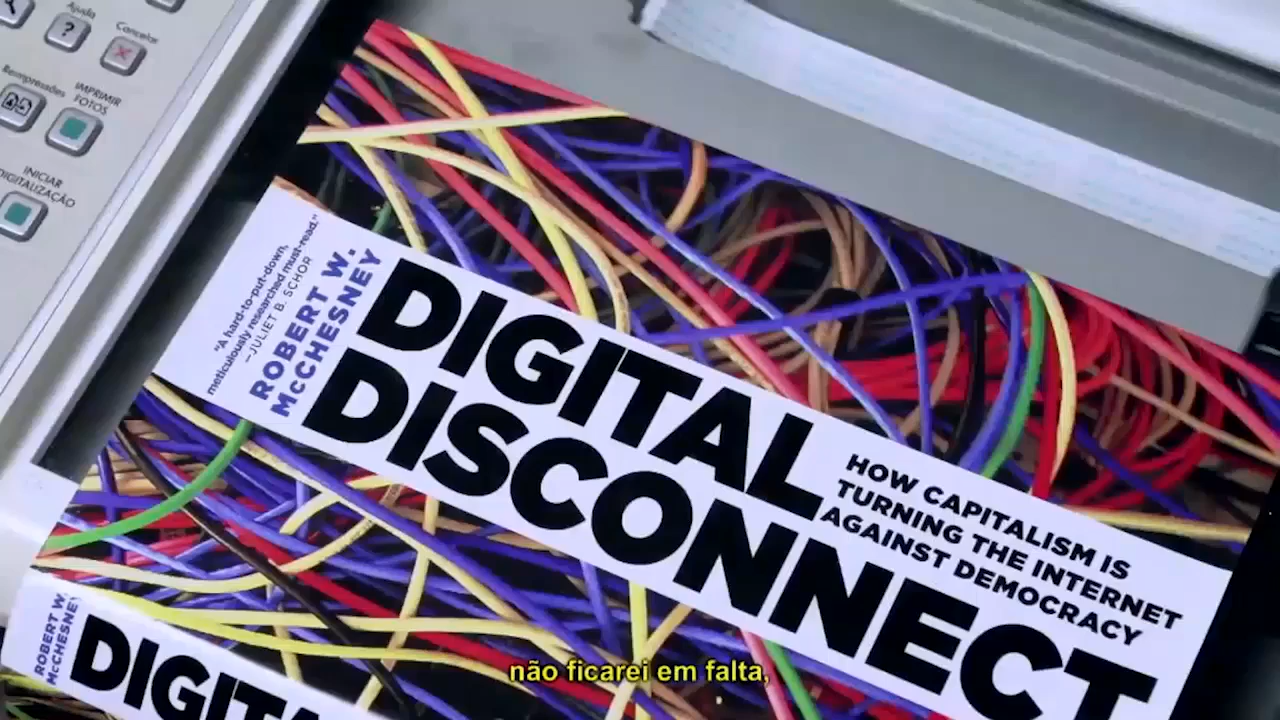 Ajuda
Cancelar
Reimpressões
IMPRIMIR
FOTOS
INICIAR
DIGITALIZAÇÃO
"A hard-to-put-down,
meticulously researched must-read."
—JULIET B. SCHOR
ROBERT W.
McCHESNEY
DIGITAL
DISCONNECT
HOW CAPITALISM IS
TURNING THE INTERNET
AGAINST DEMOCRACY
ROBERT W.
McCHESNEY
DIGITAL
não ficarei em falta,